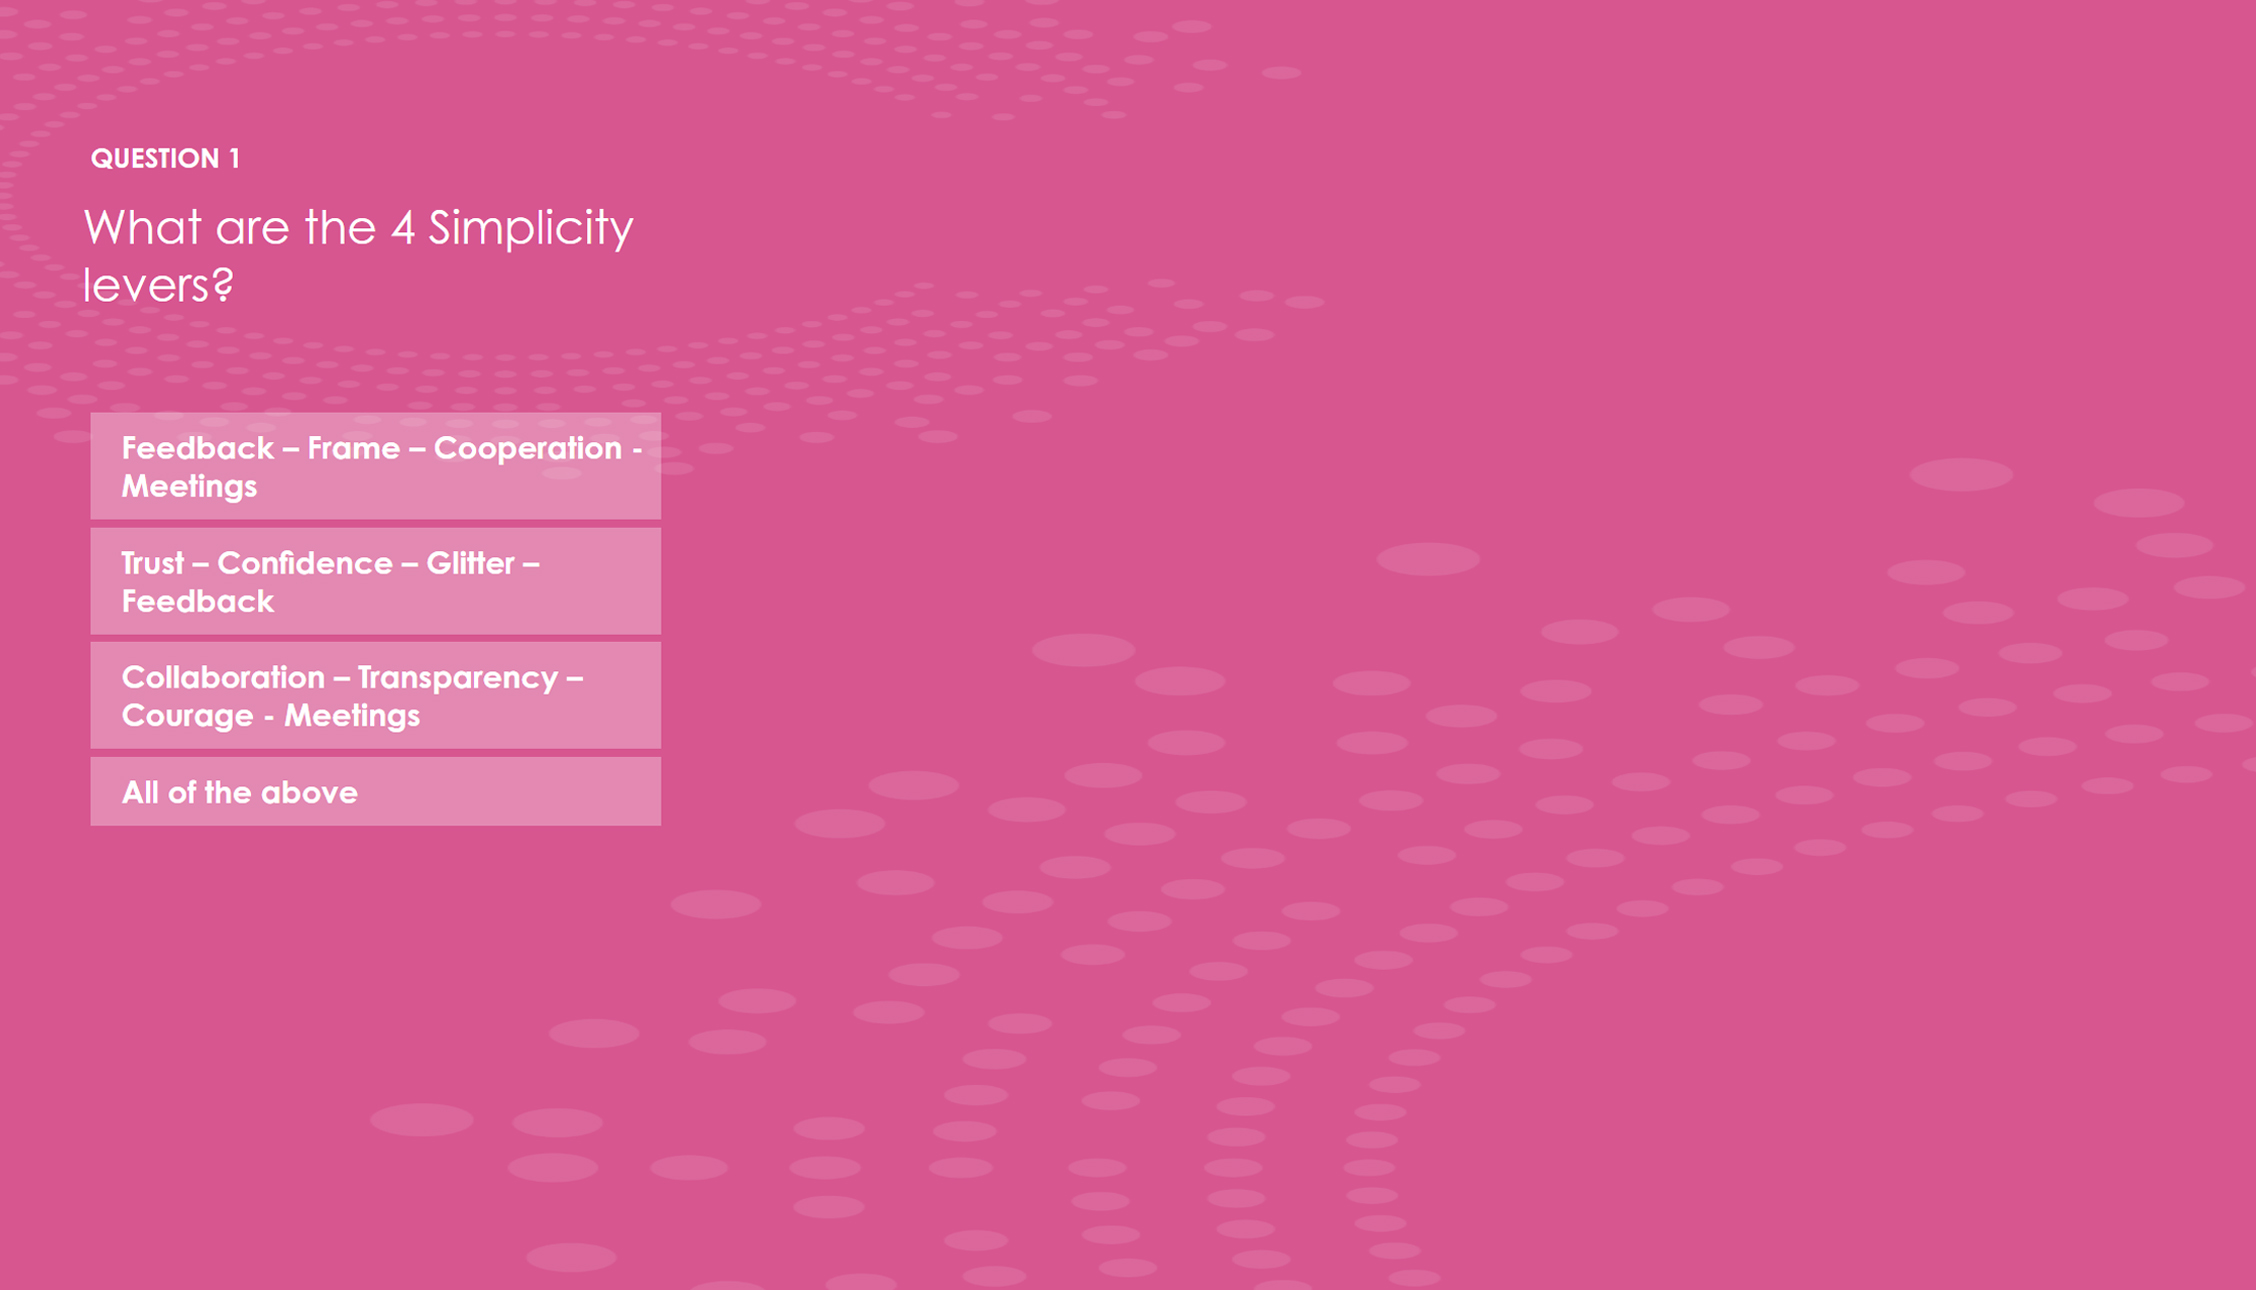 QUESTION 1
What are the 4 Simplicity
levers?
Feedback – Frame – Cooperation -
Meetings
Trust – Confidence – Glitter –
Feedback
Collaboration – Transparency –
Courage - Meetings
All of the above